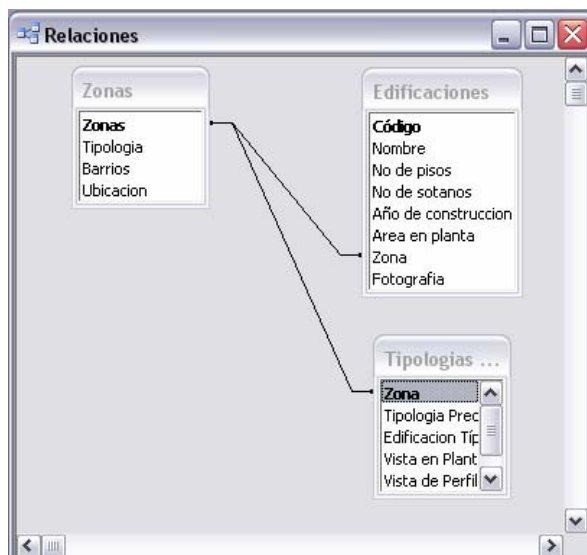 Relaciones
Zonas
Zonas
Tipologia
Barrios
Ubicacion
Edificaciones
Código
Nombre
No de pisos
No de sotanos
Año de construccion
Area en planta
Zona
Fotografia
Tipologias ...
Zona
Tipologia Prec
Edificacion Típ
Vista en Plant
Vista de Perfil